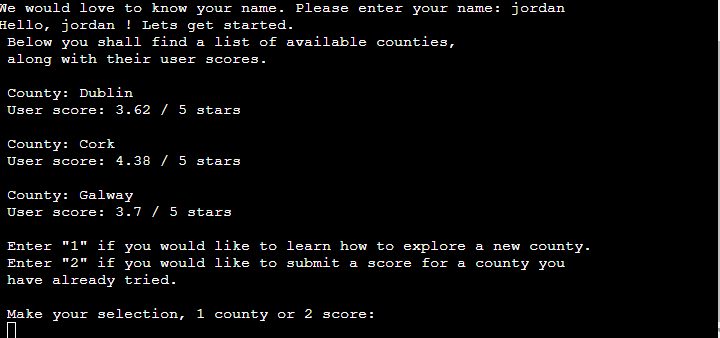 We would love to know your name. Please enter your name: jordan
Hello, jordan ! Lets get started.
Below you shall find a list of available counties,
along with their user scores.
County: Dublin
User score: 3.62 / 5 stars
County: Cork
User score: 4.38 / 5 stars
County: Galway
User score: 3.7 / 5 stars
Enter "1" if you would like to learn how to explore a new county.
Enter "2" if you would like to submit a score for a county you
have already tried.
Make your selection, 1 county or 2 score: